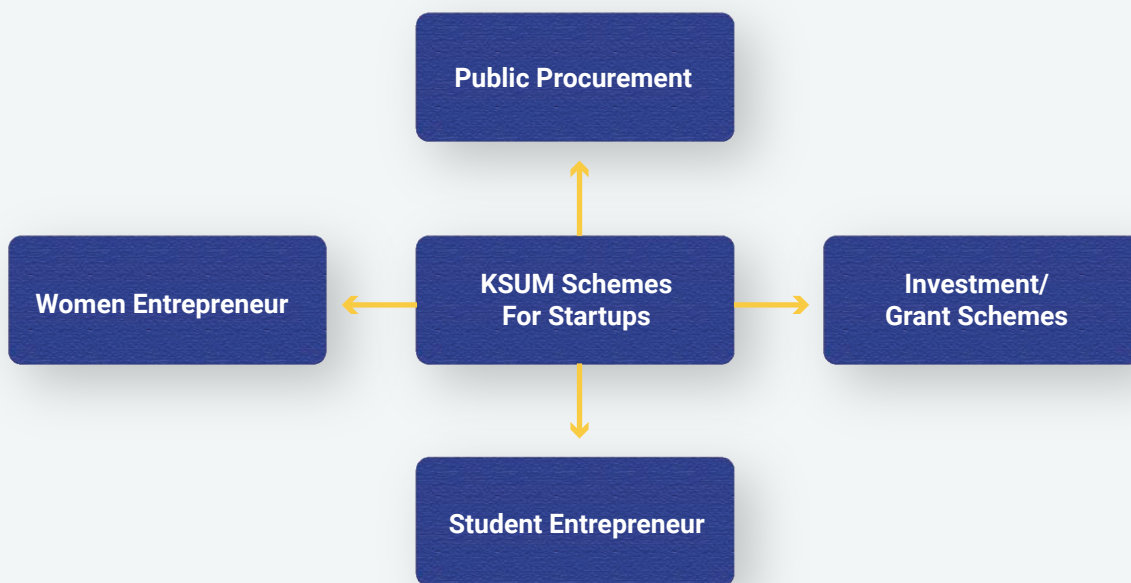 Public Procurement
Women Entrepreneur
KSUM Schemes
For Startups
Investment/
Grant Schemes
Student Entrepreneur